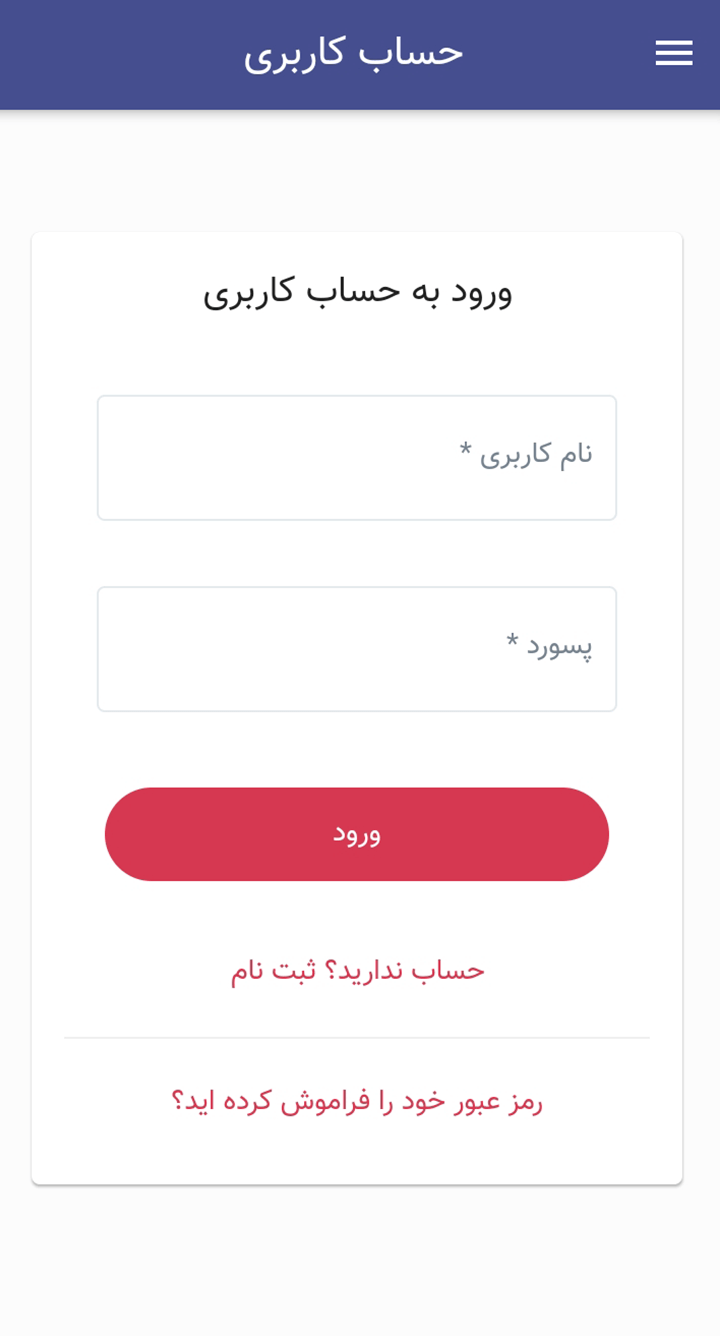 حساب کاربری
ورود به حساب کاربری
نام کاربری *
پسورد *
ورود
حساب ندارید؟ ثبت نام
رمز عبور خود را فراموش کرده اید؟